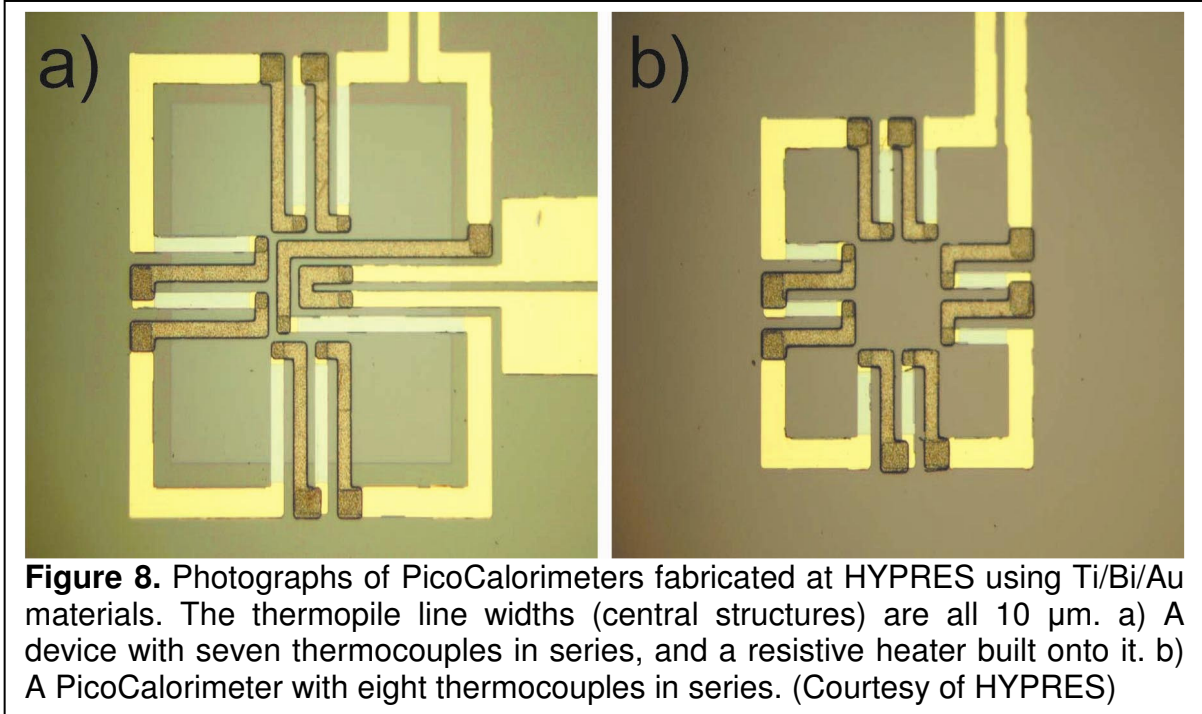 a)
b)
Figure 8. Photographs of PicoCalorimeters fabricated at HYPRES using Ti/Bi/Au
materials. The thermopile line widths (central structures) are all 10 µm. a) A
device with seven thermocouples in series, and a resistive heater built onto it. b)
A PicoCalorimeter with eight thermocouples in series. (Courtesy of HYPRES)